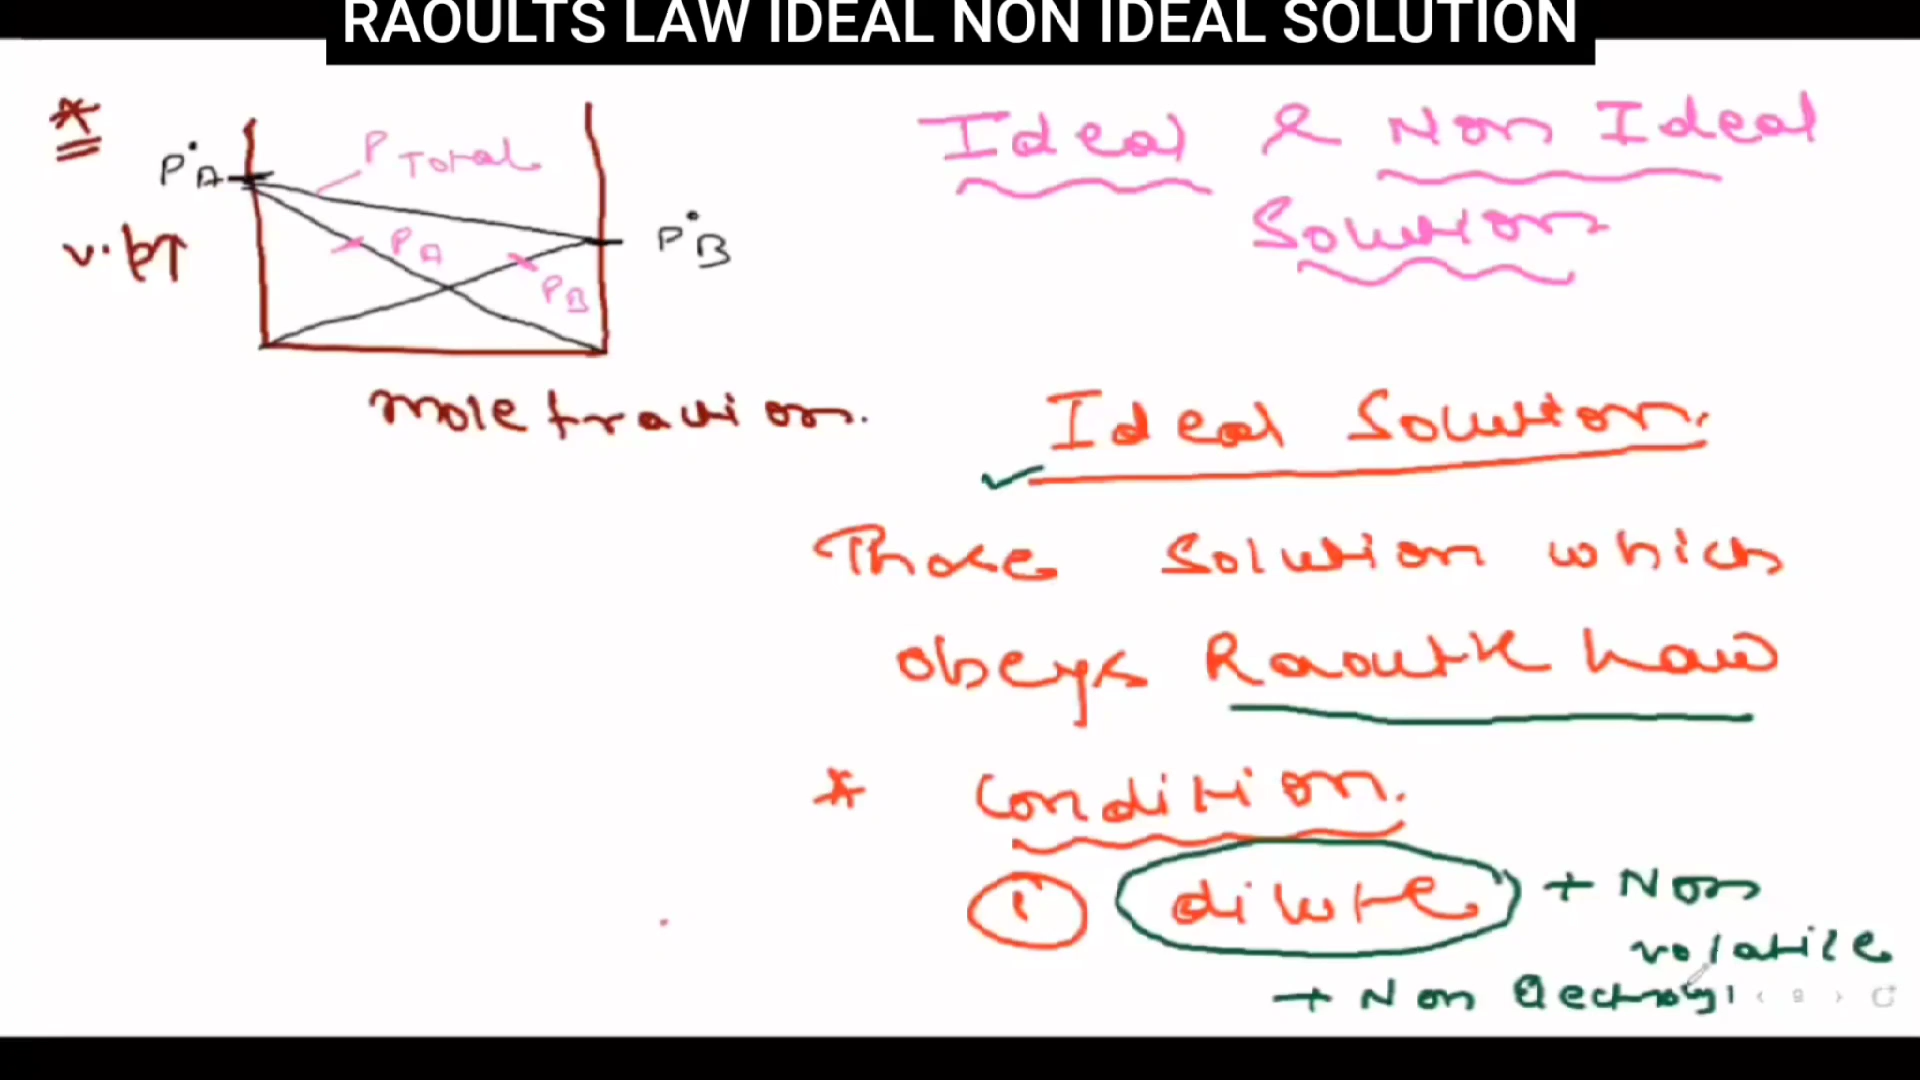 RAOULTS LAW IDEAL NON IDEAL SOLUTION
P°A
P Total
v.p↑
PA
PB
P°B
mole fraction.
Ideal & Non Ideal
Solution
Ideal Solution.
Those Solution which
obeys Raoult's Law
* Condition.
① dilute + Non
volatile
+ Non Electroly